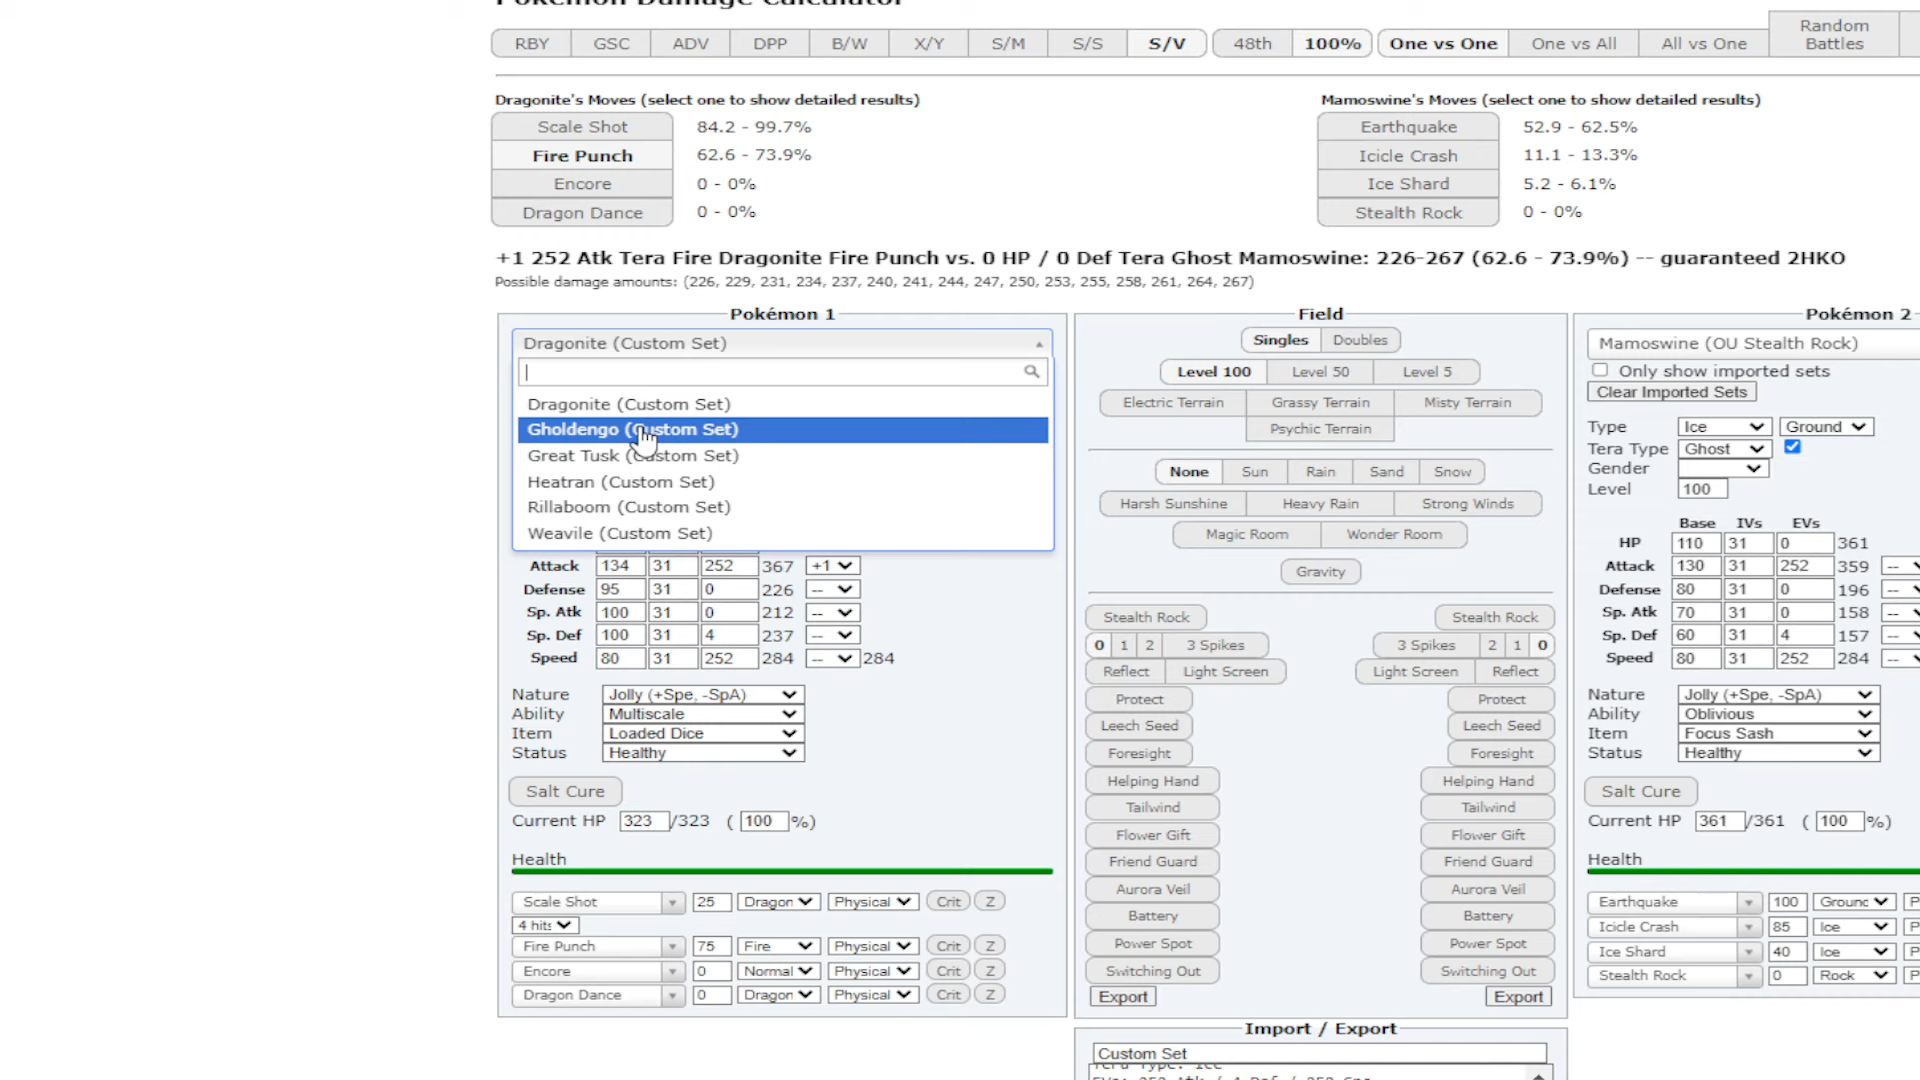 Pokémon Damage Calculator
RBY GSC ADV DPP B/W X/Y S/M S/S S/V 48th 100% One vs One One vs All All vs One Random Battles
Dragonite's Moves (select one to show detailed results)
Scale Shot 84.2 - 99.7%
Fire Punch 62.6 - 73.9%
Encore 0 - 0%
Dragon Dance 0 - 0%
Mamoswine's Moves (select one to show detailed results)
Earthquake 52.9 - 62.5%
Icicle Crash 11.1 - 13.3%
Ice Shard 5.2 - 6.1%
Stealth Rock 0 - 0%
+1 252 Atk Tera Fire Dragonite Fire Punch vs. 0 HP / 0 Def Tera Ghost Mamoswine: 226-267 (62.6 - 73.9%) -- guaranteed 2HKO
Possible damage amounts: (226, 229, 231, 234, 237, 240, 241, 244, 247, 250, 253, 255, 258, 261, 264, 267)
Pokémon 1
Dragonite (Custom Set)
Dragonite (Custom Set)
Gholdengo (Custom Set)
Great Tusk (Custom Set)
Heatran (Custom Set)
Rillaboom (Custom Set)
Weavile (Custom Set)
Attack 134 31 252 367 +1
Defense 95 31 0 226 --
Sp. Atk 100 31 0 212 --
Sp. Def 100 31 4 237 --
Speed 80 31 252 284 -- 284
Nature Jolly (+Spe, -SpA)
Ability Multiscale
Item Loaded Dice
Status Healthy
Salt Cure
Current HP 323 /323 ( 100 %)
Health
Scale Shot 25 Dragon Physical Crit Z
4 hits
Fire Punch 75 Fire Physical Crit Z
Encore 0 Normal Physical Crit Z
Dragon Dance 0 Dragon Physical Crit Z
Field
Singles Doubles
Level 100 Level 50 Level 5
Electric Terrain Grassy Terrain Misty Terrain
Psychic Terrain
None Sun Rain Sand Snow
Harsh Sunshine Heavy Rain Strong Winds
Magic Room Wonder Room
Gravity
Stealth Rock Stealth Rock
0 1 2 3 Spikes 3 Spikes 2 1 0
Reflect Light Screen Light Screen Reflect
Protect Protect
Leech Seed Leech Seed
Foresight Foresight
Helping Hand Helping Hand
Tailwind Tailwind
Flower Gift Flower Gift
Friend Guard Friend Guard
Aurora Veil Aurora Veil
Battery Battery
Power Spot Power Spot
Switching Out Switching Out
Export Export
Import / Export
Custom Set
Pokémon 2
Mamoswine (OU Stealth Rock)
Only show imported sets
Clear Imported Sets
Type Ice Ground
Tera Type Ghost
Gender
Level 100
Base IVs EVs
HP 110 31 0 361
Attack 130 31 252 359 --
Defense 80 31 0 196 --
Sp. Atk 70 31 0 158 --
Sp. Def 60 31 4 157 --
Speed 80 31 252 284 --
Nature Jolly (+Spe, -SpA)
Ability Oblivious
Item Focus Sash
Status Healthy
Salt Cure
Current HP 361 /361 ( 100 %)
Health
Earthquake 100 Ground P
Icicle Crash 85 Ice P
Ice Shard 40 Ice P
Stealth Rock 0 Rock P